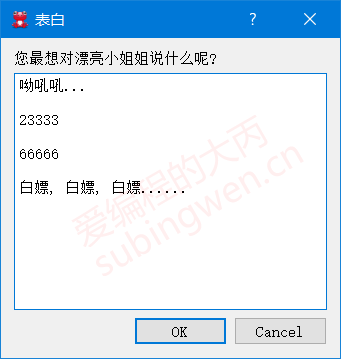 表白
您最想对漂亮小姐姐说什么呢?
呦吼吼...
23333
66666
白嫖, 白嫖, 白嫖......
爱编程的大丙
subingwen.cn
OK
Cancel